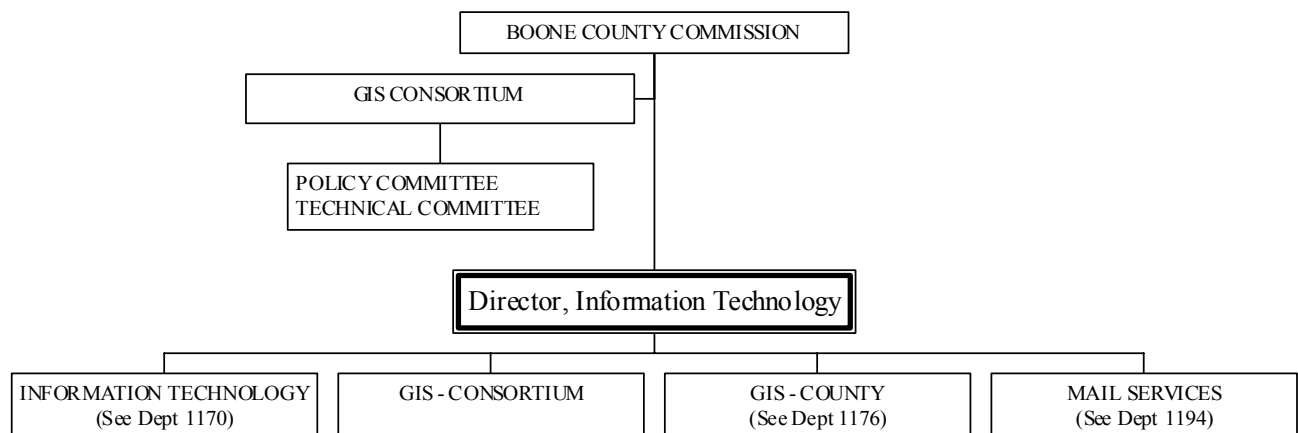 BOONE COUNTY COMMISSION
GIS CONSORTIUM
POLICY COMMITTEE
TECHNICAL COMMITTEE
Director, Information Technology
INFORMATION TECHNOLOGY
(See Dept 1170)
GIS - CONSORTIUM
GIS - COUNTY
(See Dept 1176)
MAIL SERVICES
(See Dept 1194)